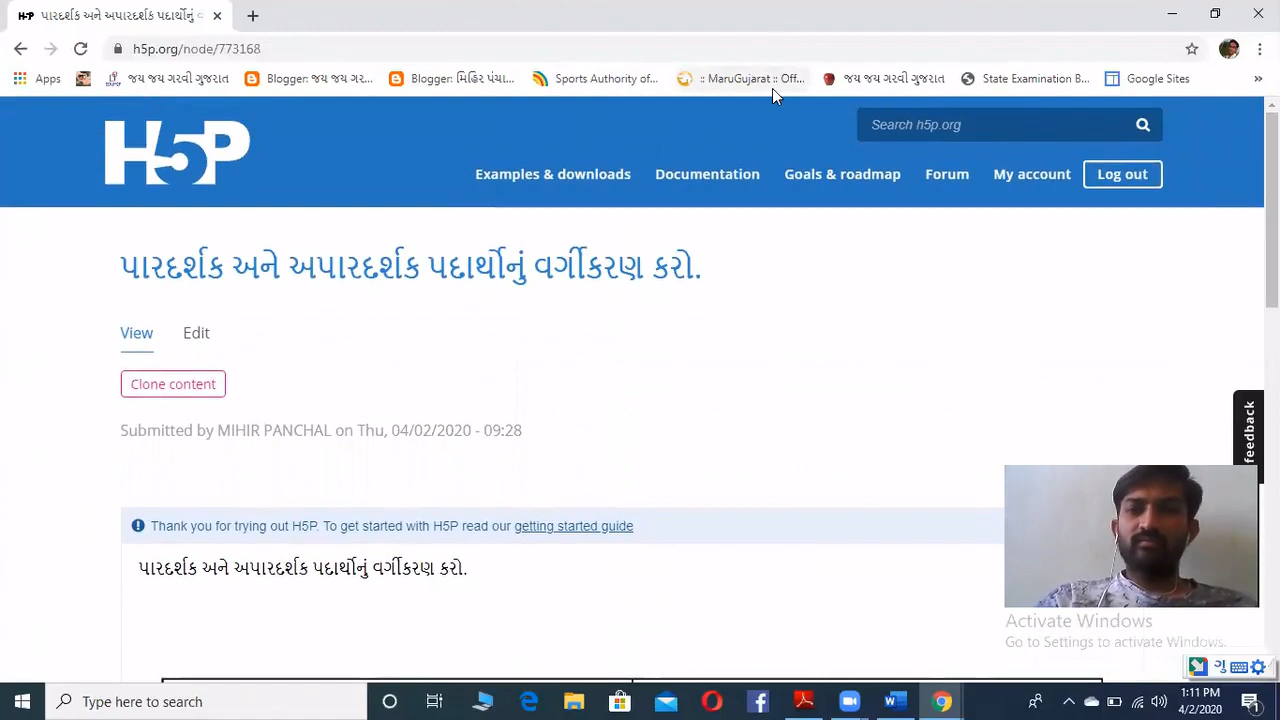 H5P પારદર્શક અને અપારદર્શક પદાર્થોનું વ
h5p.org/node/773168
Apps જય જય ગરવી ગુજરાત Blogger: જય જય ગર... Blogger: મિહિર પંચા... Sports Authority of... :: MaruGujarat :: Off... જય જય ગરવી ગુજરાત State Examination B... Google Sites »
H5P
Search h5p.org
Examples & downloads Documentation Goals & roadmap Forum My account Log out
પારદર્શક અને અપારદર્શક પદાર્થોનું વર્ગીકરણ કરો.
View Edit
Clone content
Submitted by MIHIR PANCHAL on Thu, 04/02/2020 - 09:28
feedback
Thank you for trying out H5P. To get started with H5P read our getting started guide
પારદર્શક અને અપારદર્શક પદાર્થોનું વર્ગીકરણ કરો.
Activate Windows
Go to Settings to activate Windows.
Type here to search
1:11 PM
4/2/2020